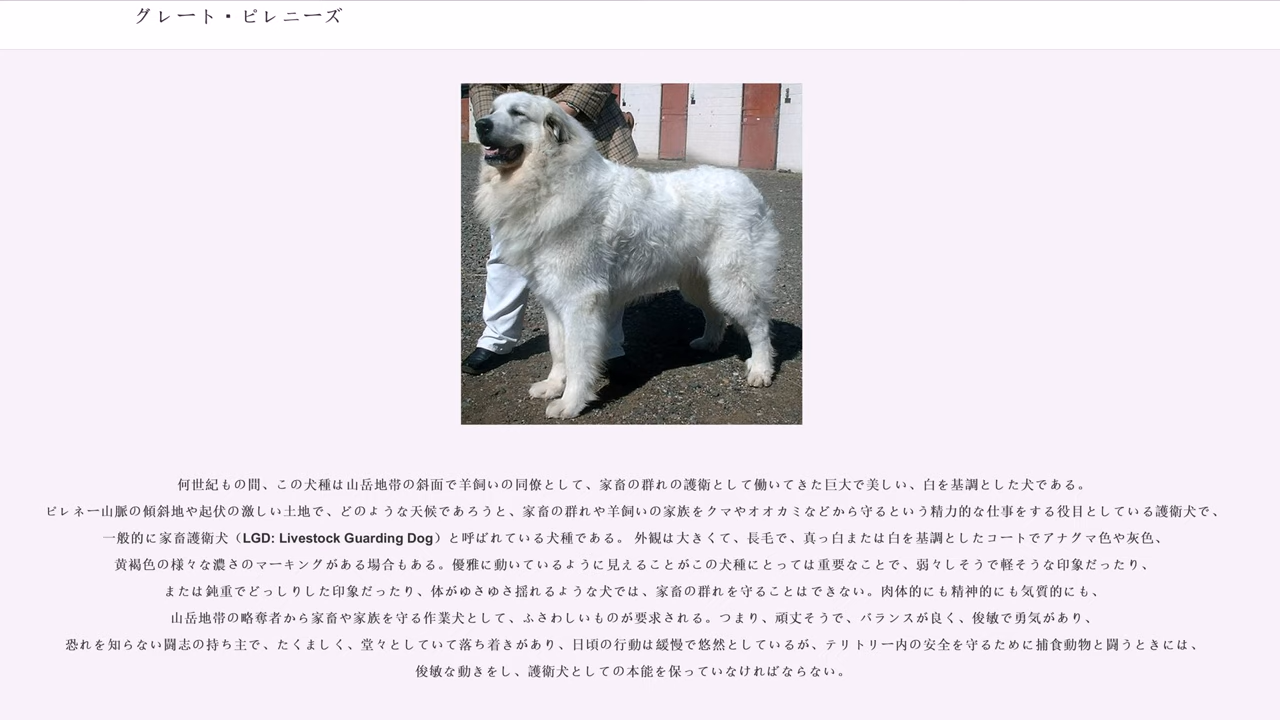 グレート・ピレニーズ
何世紀もの間、この犬種は山岳地帯の斜面で羊飼いの同僚として、家畜の群れの護衛として働いてきた巨大で美しい、白を基調とした犬である。
ピレネー山脈の傾斜地や起伏の激しい土地で、どのような天候であろうと、家畜の群れや羊飼いの家族をクマやオオカミなどから守るという精力的な仕事をする役目としている護衛犬で、
一般的に家畜護衛犬（LGD: Livestock Guarding Dog）と呼ばれている犬種である。 外観は大きくて、長毛で、真っ白または白を基調としたコートでアナグマ色や灰色、
黄褐色の様々な濃さのマーキングがある場合もある。優雅に動いているように見えることがこの犬種にとっては重要なことで、弱々しそうで軽そうな印象だったり、
または鈍重でどっしりした印象だったり、体がゆさゆさ揺れるような犬では、家畜の群れを守ることはできない。肉体的にも精神的にも気質的にも、
山岳地帯の略奪者から家畜や家族を守る作業犬として、ふさわしいものが要求される。つまり、頑丈そうで、バランスが良く、俊敏で勇気があり、
恐れを知らない闘志の持ち主で、たくましく、堂々としていて落ち着きがあり、日頃の行動は緩慢で悠然としているが、テリトリー内の安全を守るために捕食動物と闘うときには、
俊敏な動きをし、護衛犬としての本能を保っていなければならない。